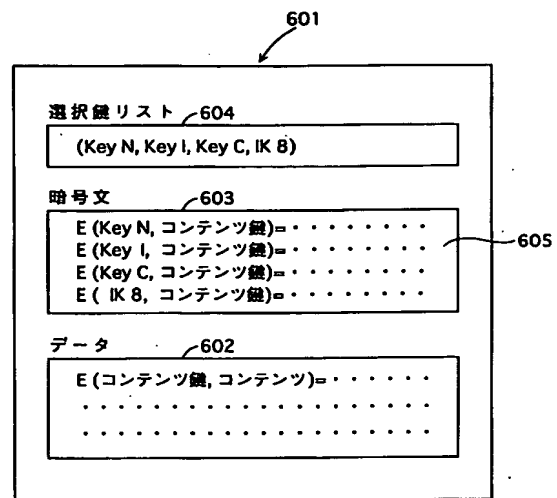 601
選択鍵リスト 604
(Key N, Key I, Key C, IK 8)
暗号文 603
E (Key N, コンテンツ鍵)=・・・・・・・・
E (Key I, コンテンツ鍵)=・・・・・・・・
E (Key C, コンテンツ鍵)=・・・・・・・・
E ( IK 8, コンテンツ鍵)=・・・・・・・・
605
データ 602
E (コンテンツ鍵, コンテンツ)=・・・・・・
・・・・・・・・・・・・・・・・・・・・・
・・・・・・・・・・・・・・・・・・・・・